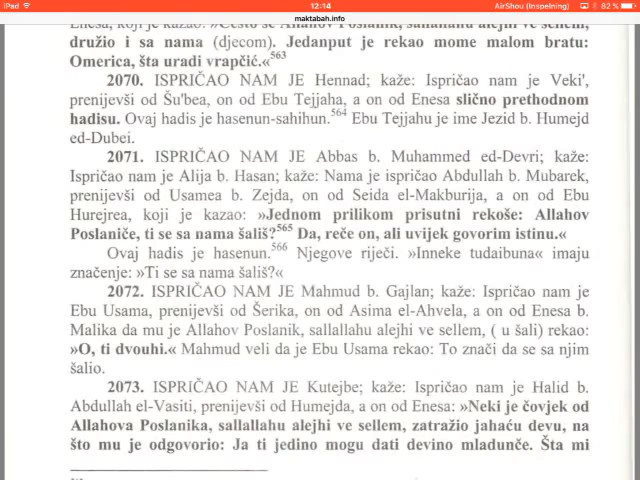 iPad 12:14 AirShou (Inspelning) 82 %
maktabah.info
Enesa, koji je kazao: »Često se Allahov Poslanik, sallallahu alejhi ve sellem,
družio i sa nama (djecom). Jedanput je rekao mome malom bratu:
Omerica, šta uradi vrapčić.«563
2070. ISPRIČAO NAM JE Hennad; kaže: Ispričao nam je Veki',
prenijevši od Šu'bea, on od Ebu Tejjaha, a on od Enesa slično prethodnom
hadisu. Ovaj hadis je hasenun-sahihun.564 Ebu Tejjahu je ime Jezid b. Humejd
ed-Dubei.
2071. ISPRIČAO NAM JE Abbas b. Muhammed ed-Devri; kaže:
Ispričao nam je Alija b. Hasan; kaže: Nama je ispričao Abdullah b. Mubarek,
prenijevši od Usamea b. Zejda, on od Seida el-Makburija, a on od Ebu
Hurejrea, koji je kazao: »Jednom prilikom prisutni rekoše: Allahov
Poslaniče, ti se sa nama šališ?565 Da, reče on, ali uvijek govorim istinu.«
Ovaj hadis je hasenun.566 Njegove riječi. »Inneke tudaibuna« imaju
značenje: »Ti se sa nama šališ?«
2072. ISPRIČAO NAM JE Mahmud b. Gajlan; kaže: Ispričao nam je
Ebu Usama, prenijevši od Šerika, on od Asima el-Ahvela, a on od Enesa b.
Malika da mu je Allahov Poslanik, sallallahu alejhi ve sellem, ( u šali) rekao:
»O, ti dvouhi.« Mahmud veli da je Ebu Usama rekao: To znači da se sa njim
šalio.
2073. ISPRIČAO NAM JE Kutejbe; kaže: Ispričao nam je Halid b.
Abdullah el-Vasiti, prenijevši od Humejda, a on od Enesa: »Neki je čovjek od
Allahova Poslanika, sallallahu alejhi ve sellem, zatražio jahaću devu, na
što mu je odgovorio: Ja ti jedino mogu dati devino mladunče. Šta mi